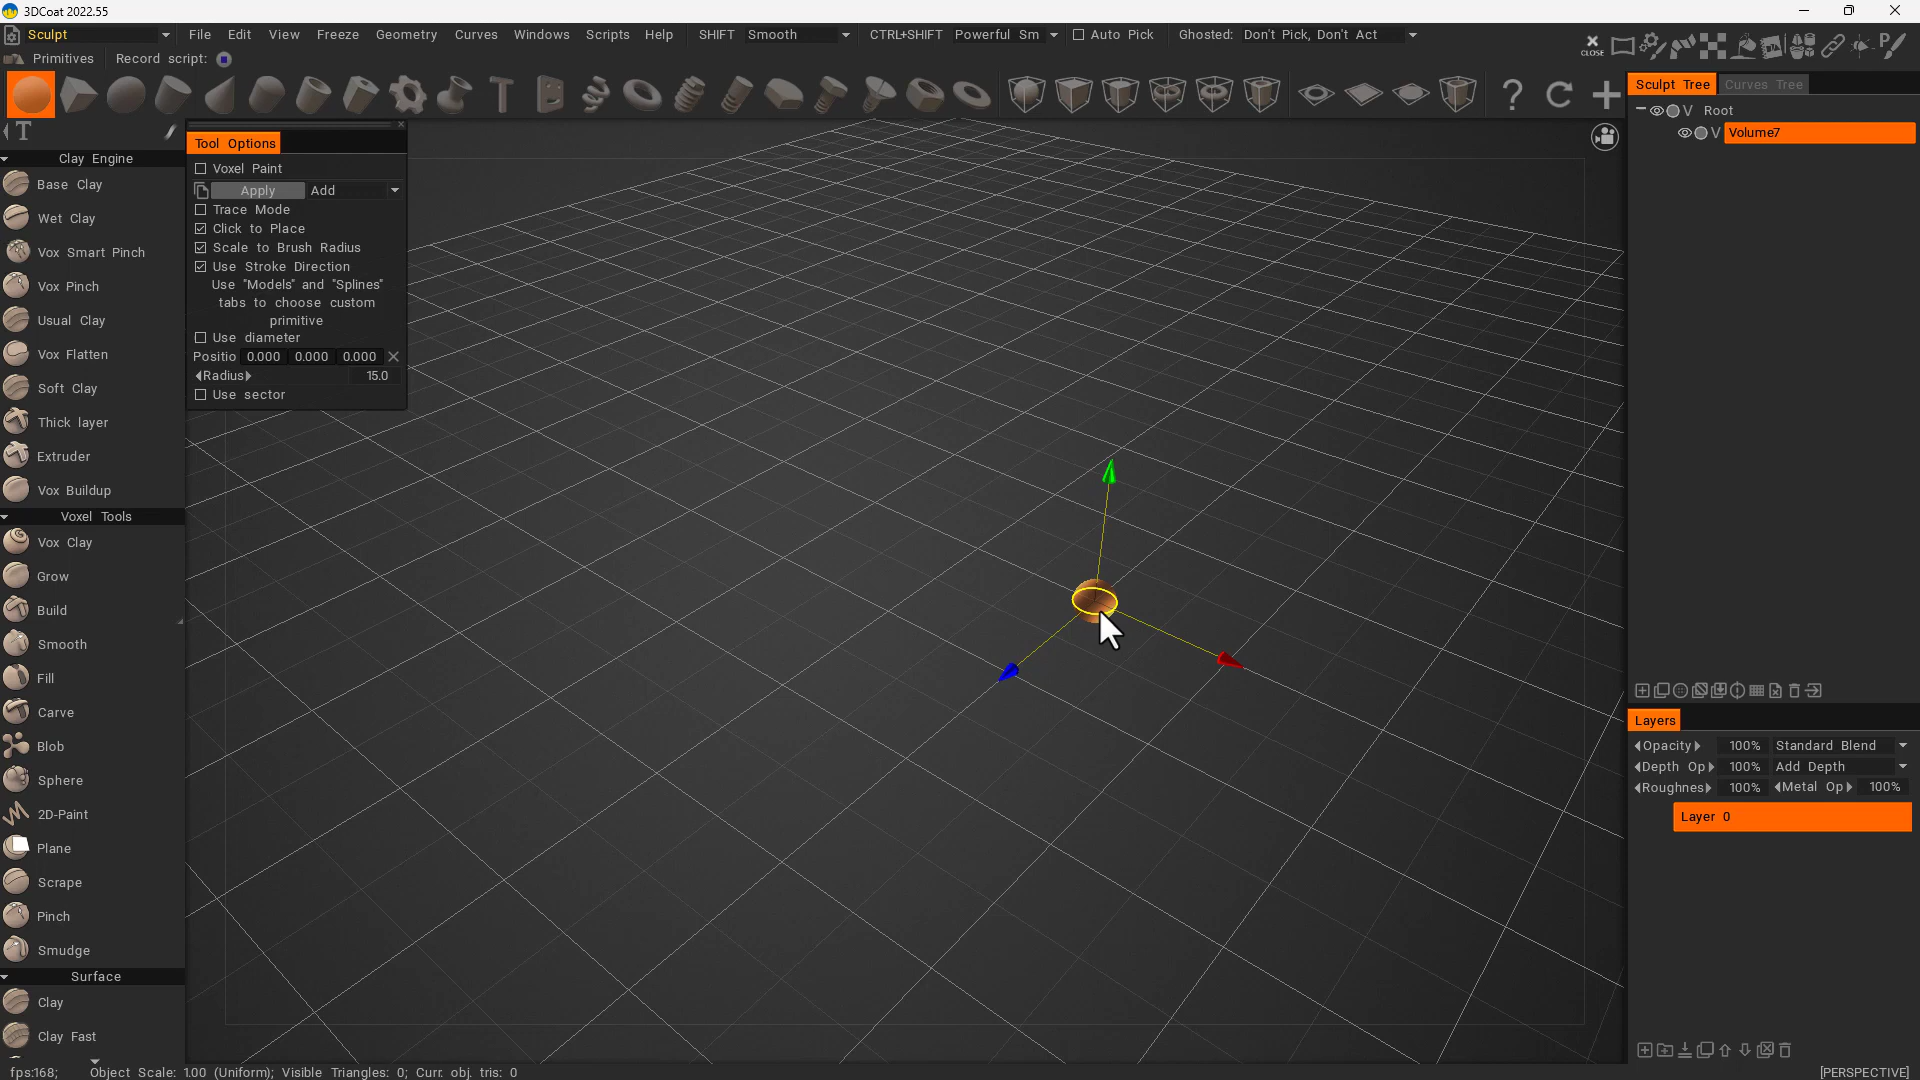 3DCoat 2022.55
Sculpt File Edit View Freeze Geometry Curves Windows Scripts Help SHIFT Smooth CTRL+SHIFT Powerful Sm Auto Pick Ghosted: Don't Pick, Don't Act
CLOSE
Primitives Record script:
Sculpt Tree Curves Tree
V Root
V Volume7
Clay Engine
Base Clay
Wet Clay
Vox Smart Pinch
Vox Pinch
Usual Clay
Vox Flatten
Soft Clay
Thick layer
Extruder
Vox Buildup
Voxel Tools
Vox Clay
Grow
Build
Smooth
Fill
Carve
Blob
Sphere
2D-Paint
Plane
Scrape
Pinch
Smudge
Surface
Clay
Clay Fast
Tool Options
Voxel Paint
Apply Add
Trace Mode
Click to Place
Scale to Brush Radius
Use Stroke Direction
Use "Models" and "Splines"
tabs to choose custom
primitive
Use diameter
Positio 0.000 0.000 0.000
Radius 15.0
Use sector
Layers
Opacity 100% Standard Blend
Depth Op 100% Add Depth
Roughnes 100% Metal Op 100%
Layer 0
fps:168; Object Scale: 1.00 (Uniform); Visible Triangles: 0; Curr. obj. tris: 0
[PERSPECTIVE]